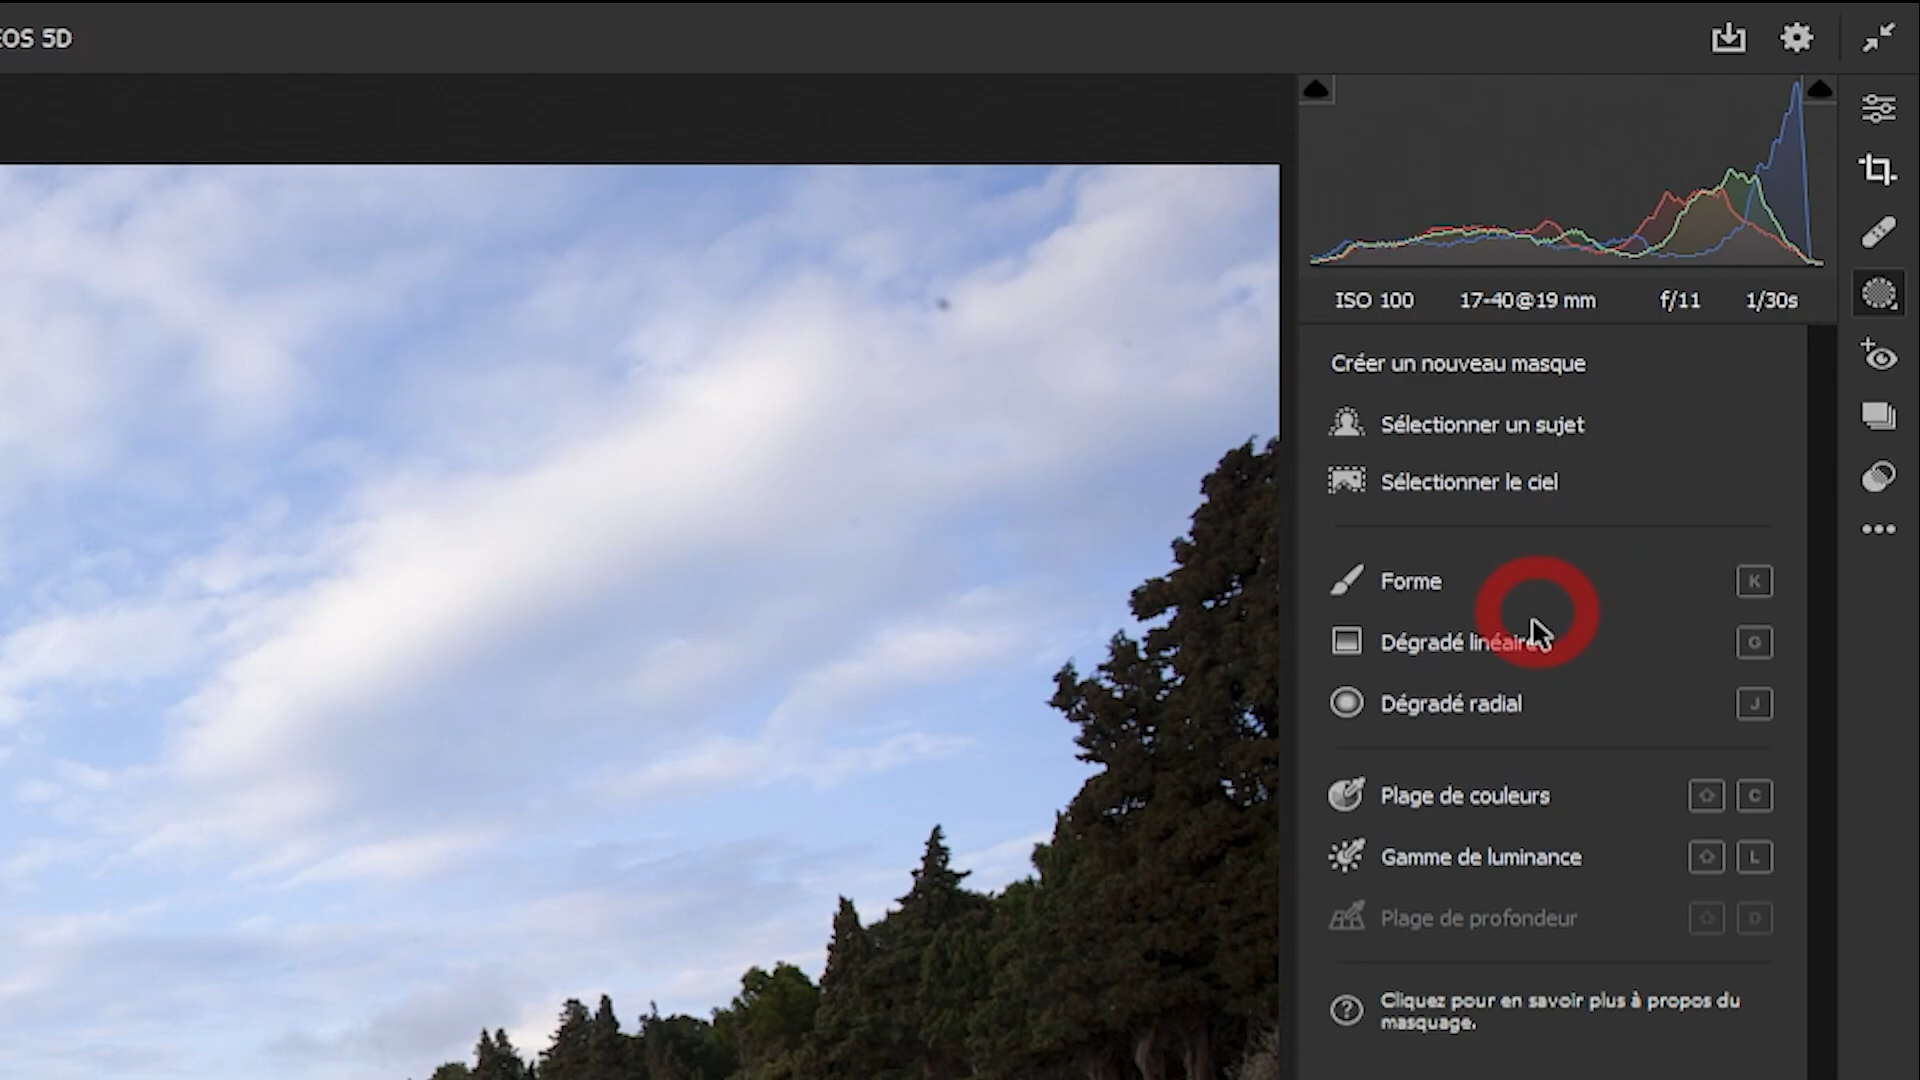 EOS 5D
ISO 100 17-40@19 mm f/11 1/30s
Créer un nouveau masque
Sélectionner un sujet
Sélectionner le ciel
Forme K
Dégradé linéaire G
Dégradé radial J
Plage de couleurs C
Gamme de luminance L
Plage de profondeur D
Cliquez pour en savoir plus à propos du
masquage.